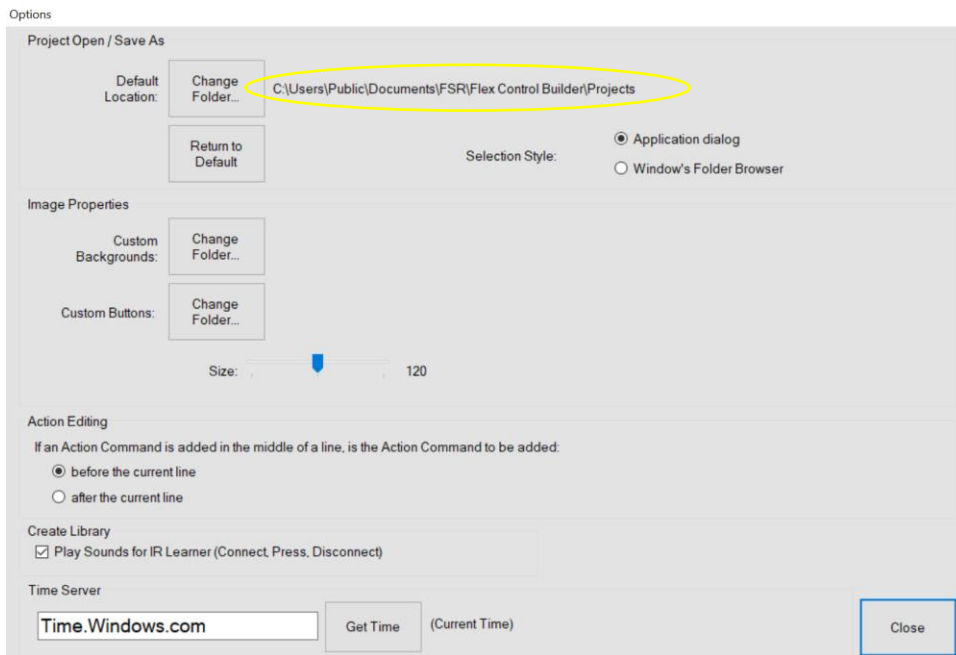 Options
Project Open / Save As
Default
Location:
Change
Folder...
C:\Users\Public\Documents\FSR\Flex Control Builder\Projects
Return to
Default
Selection Style:
Application dialog
Window's Folder Browser
Image Properties
Custom
Backgrounds:
Change
Folder...
Custom Buttons:
Change
Folder...
Size:
120
Action Editing
If an Action Command is added in the middle of a line, is the Action Command to be added:
before the current line
after the current line
Create Library
Play Sounds for IR Learner (Connect, Press, Disconnect)
Time Server
Time.Windows.com
Get Time
(Current Time)
Close